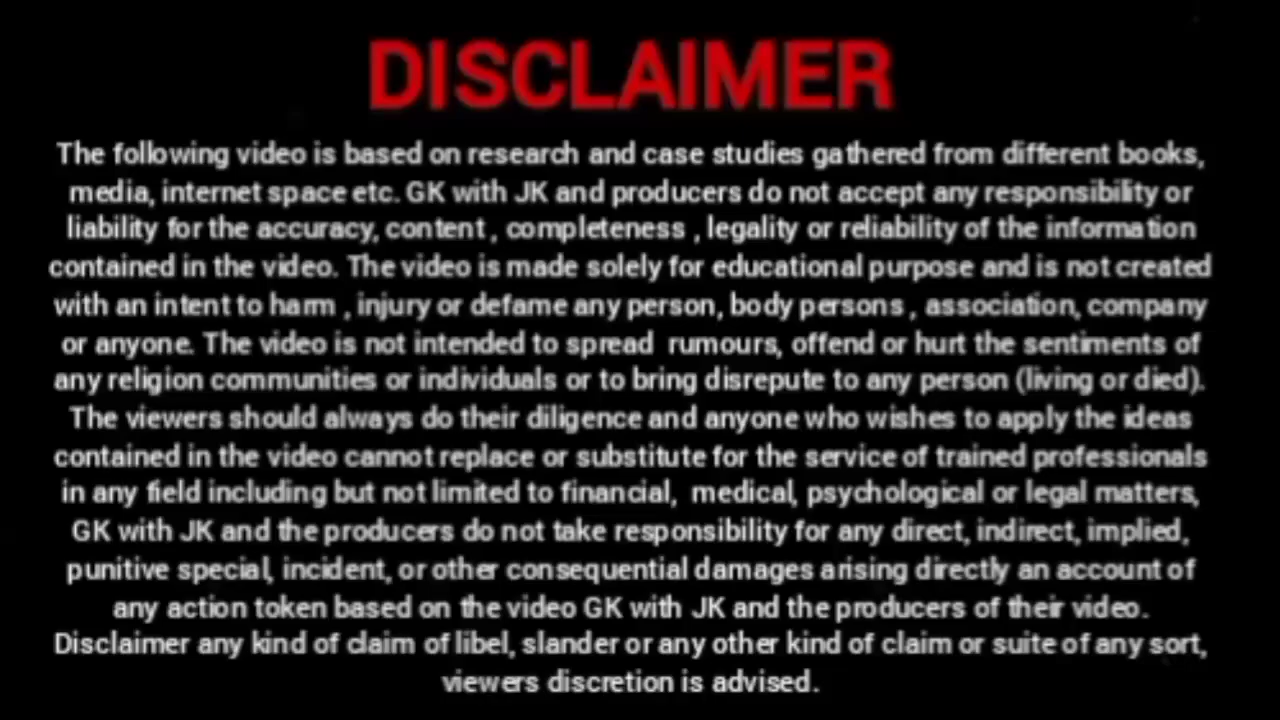 DISCLAIMER
The following video is based on research and case studies gathered from different books,
media, internet space etc. GK with JK and producers do not accept any responsibility or
liability for the accuracy, content , completeness , legality or reliability of the information
contained in the video. The video is made solely for educational purpose and is not created
with an intent to harm , injury or defame any person, body persons , association, company
or anyone. The video is not intended to spread rumours, offend or hurt the sentiments of
any religion communities or individuals or to bring disrepute to any person (living or died).
The viewers should always do their diligence and anyone who wishes to apply the ideas
contained in the video cannot replace or substitute for the service of trained professionals
in any field including but not limited to financial, medical, psychological or legal matters,
GK with JK and the producers do not take responsibility for any direct, indirect, implied,
punitive special, incident, or other consequential damages arising directly an account of
any action token based on the video GK with JK and the producers of their video.
Disclaimer any kind of claim of libel, slander or any other kind of claim or suite of any sort,
viewers discretion is advised.